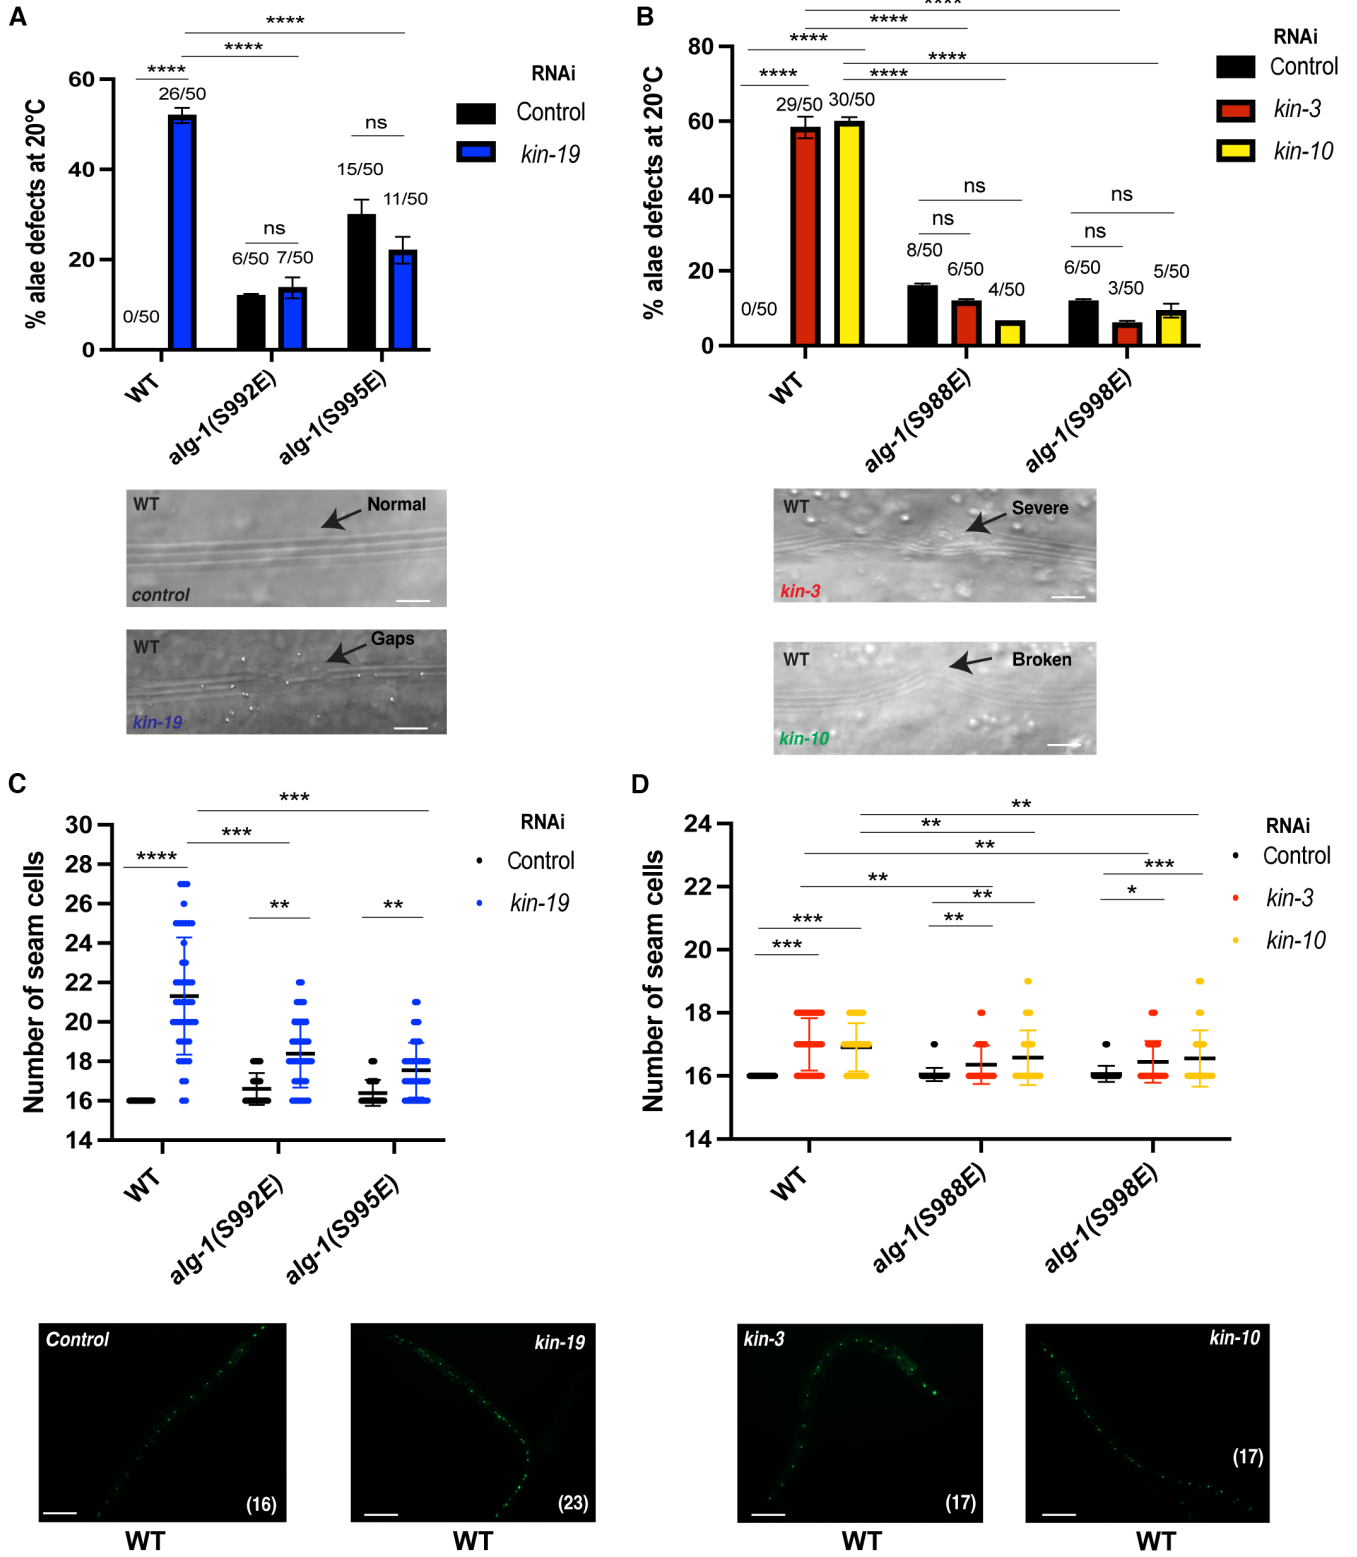 A
****
****
****
26/50
ns
15/50
11/50
ns
6/50
7/50
0/50
60
40
20
0
% alae defects at 20°C
RNAi
Control
kin-19
WT
alg-1(S992E)
alg-1(S995E)
WT
Normal
control
WT
Gaps
kin-19
B
****
****
****
****
****
****
29/50
30/50
ns
ns
ns
ns
8/50
6/50
4/50
6/50
3/50
5/50
0/50
80
60
40
20
0
% alae defects at 20°C
RNAi
Control
kin-3
kin-10
WT
alg-1(S988E)
alg-1(S998E)
WT
Severe
kin-3
WT
Broken
kin-10
C
***
***
****
**
**
30
28
26
24
22
20
18
16
14
Number of seam cells
RNAi
Control
kin-19
WT
alg-1(S992E)
alg-1(S995E)
Control
(16)
WT
kin-19
(23)
WT
D
**
**
**
***
**
*
**
**
***
***
24
22
20
18
16
14
Number of seam cells
RNAi
Control
kin-3
kin-10
WT
alg-1(S988E)
alg-1(S998E)
kin-3
(17)
WT
kin-10
(17)
WT